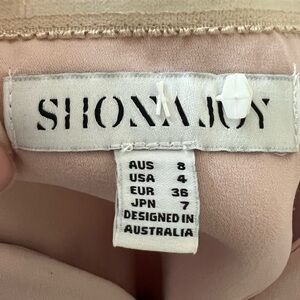 SHONA JOY
AUS 8
USA 4
EUR 36
JPN 7
DESIGNED IN
AUSTRALIA